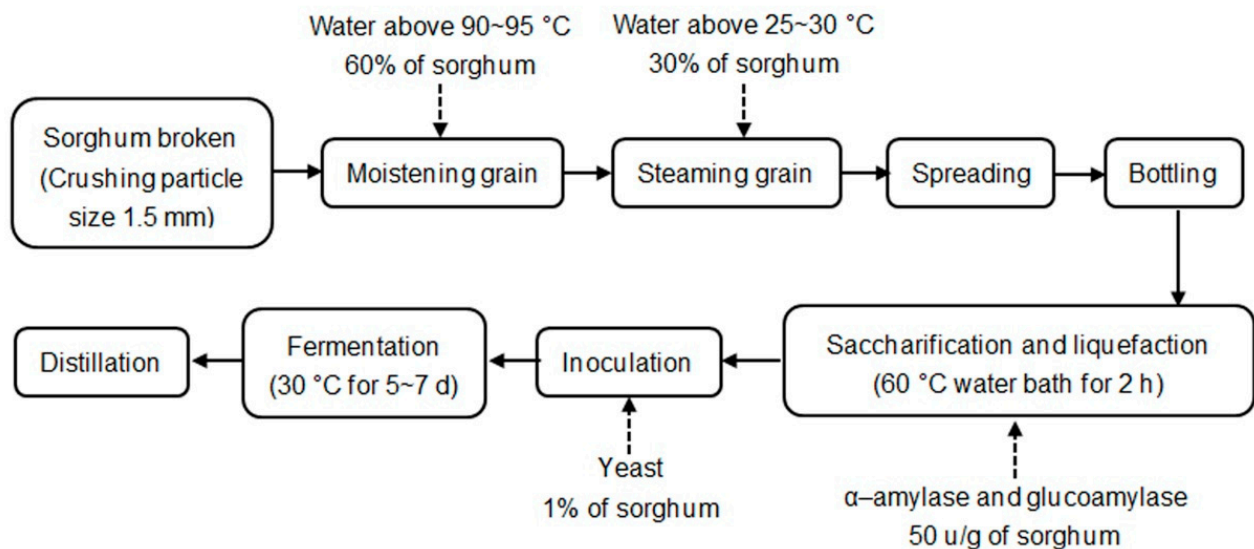 Water above 90~95 °C
60% of sorghum
Water above 25~30 °C
30% of sorghum
Sorghum broken
(Crushing particle
size 1.5 mm)
Moistening grain
Steaming grain
Spreading
Bottling
Saccharification and liquefaction
(60 °C water bath for 2 h)
α–amylase and glucoamylase
50 u/g of sorghum
Inoculation
Yeast
1% of sorghum
Fermentation
(30 °C for 5~7 d)
Distillation